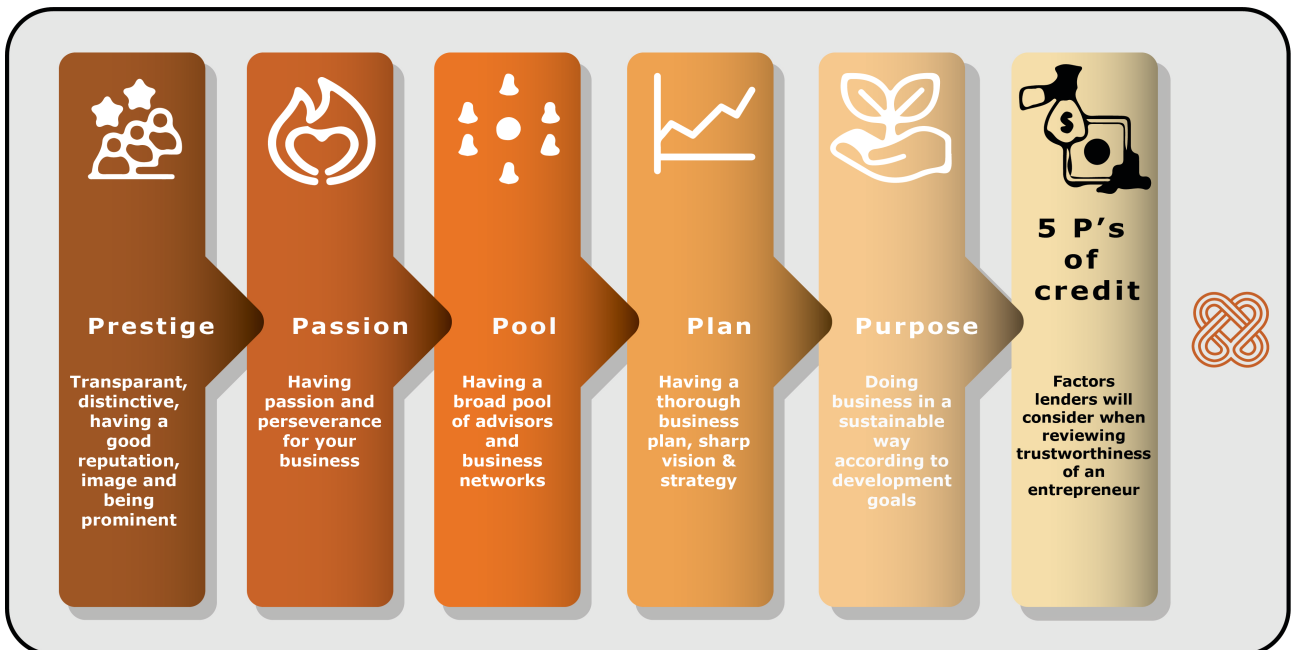 Prestige
Transparant,
distinctive,
having a
good
reputation,
image and
being
prominent
Passion
Having
passion and
perseverance
for your
business
Pool
Having a
broad pool
of advisors
and
business
networks
Plan
Having a
thorough
business
plan, sharp
vision &
strategy
Purpose
Doing
business in a
sustainable
way
according to
development
goals
$
5 P’s
of
credit
Factors
lenders will
consider when
reviewing
trustworthiness
of an
entrepreneur